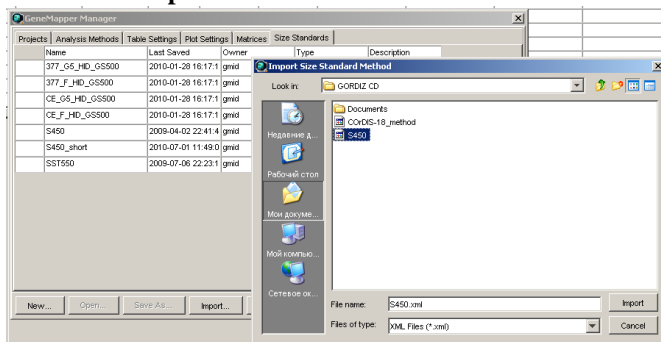 GeneMapper Manager
Projects Analysis Methods Table Settings Plot Settings Matrices Size Standards
Name Last Saved Owner Type Description
377_G5_HID_GS500 2010-01-28 16:17:1 gmid
377_F_HID_GS500 2010-01-28 16:17:1 gmid
CE_G5_HID_GS500 2010-01-28 16:17:1 gmid
CE_F_HID_GS500 2010-01-28 16:17:1 gmid
S450 2009-04-02 22:41:4 gmid
S450_short 2010-07-01 11:49:0 gmid
SST550 2009-07-06 22:23:1 gmid
New... Open... Save As... Import...
Import Size Standard Method
Look in: GORDIZ CD
Недавние д...
Рабочий стол
Мои докуме...
Мой компью...
Сетевое ок...
Documents
COrDIS-18_method
S450
File name: S450.xml Import
Files of type: XML Files (*.xml) Cancel